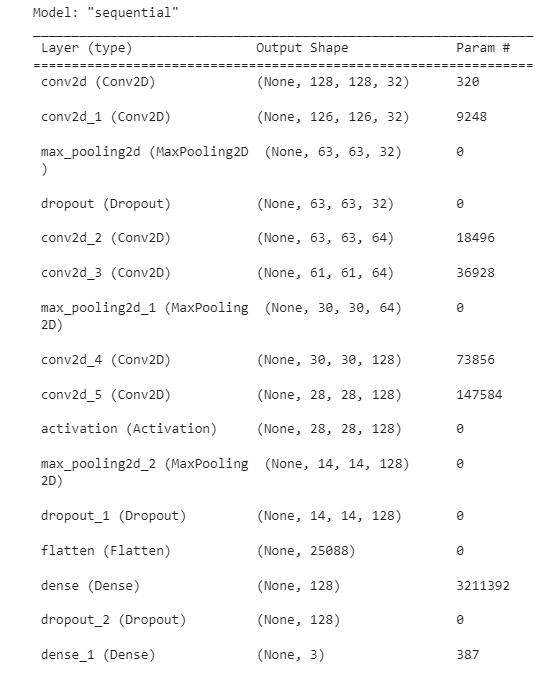 Model: "sequential"
Layer (type) Output Shape Param #
conv2d (Conv2D) (None, 128, 128, 32) 320
conv2d_1 (Conv2D) (None, 126, 126, 32) 9248
max_pooling2d (MaxPooling2D (None, 63, 63, 32) 0
)
dropout (Dropout) (None, 63, 63, 32) 0
conv2d_2 (Conv2D) (None, 63, 63, 64) 18496
conv2d_3 (Conv2D) (None, 61, 61, 64) 36928
max_pooling2d_1 (MaxPooling (None, 30, 30, 64) 0
2D)
conv2d_4 (Conv2D) (None, 30, 30, 128) 73856
conv2d_5 (Conv2D) (None, 28, 28, 128) 147584
activation (Activation) (None, 28, 28, 128) 0
max_pooling2d_2 (MaxPooling (None, 14, 14, 128) 0
2D)
dropout_1 (Dropout) (None, 14, 14, 128) 0
flatten (Flatten) (None, 25088) 0
dense (Dense) (None, 128) 3211392
dropout_2 (Dropout) (None, 128) 0
dense_1 (Dense) (None, 3) 387